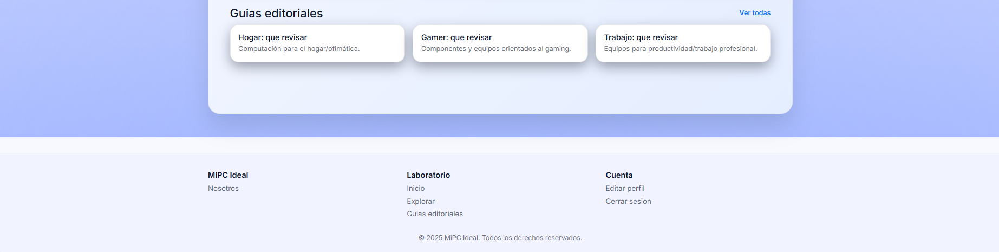 Guias editoriales
Ver todas
Hogar: que revisar
Computación para el hogar/ofimática.
Gamer: que revisar
Componentes y equipos orientados al gaming.
Trabajo: que revisar
Equipos para productividad/trabajo profesional.
MiPC Ideal
Nosotros
Laboratorio
Inicio
Explorar
Guias editoriales
Cuenta
Editar perfil
Cerrar sesion
© 2025 MiPC Ideal. Todos los derechos reservados.